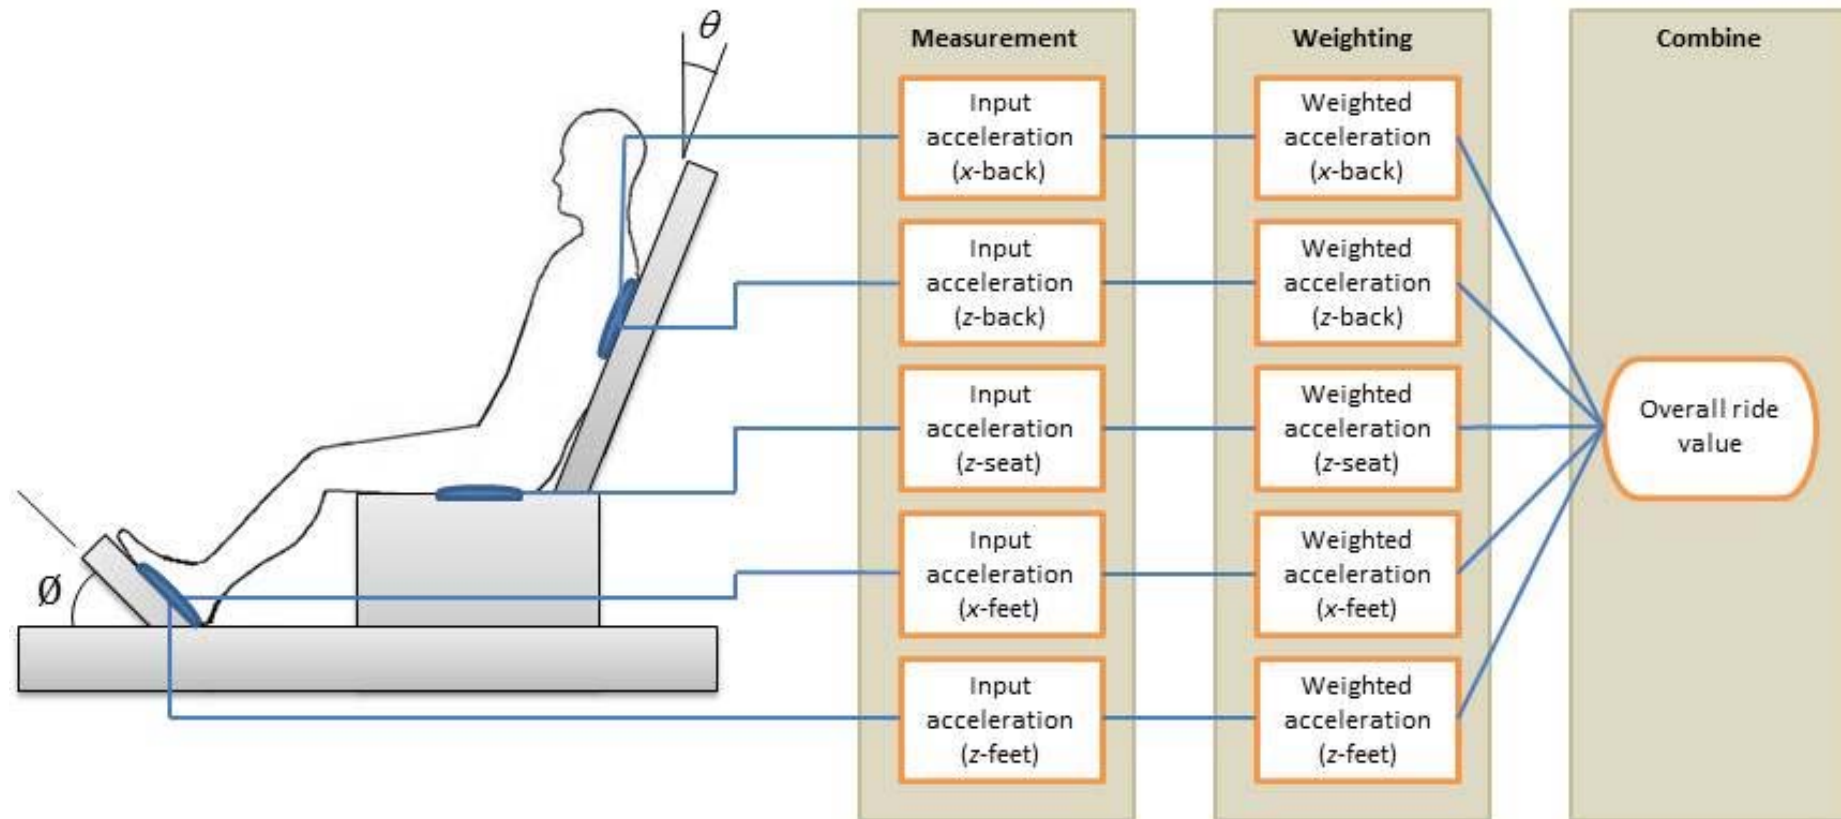 θ
Ø
Measurement
Input
acceleration
(x-back)
Input
acceleration
(z-back)
Input
acceleration
(z-seat)
Input
acceleration
(x-feet)
Input
acceleration
(z-feet)
Weighting
Weighted
acceleration
(x-back)
Weighted
acceleration
(z-back)
Weighted
acceleration
(z-seat)
Weighted
acceleration
(x-feet)
Weighted
acceleration
(z-feet)
Combine
Overall ride
value